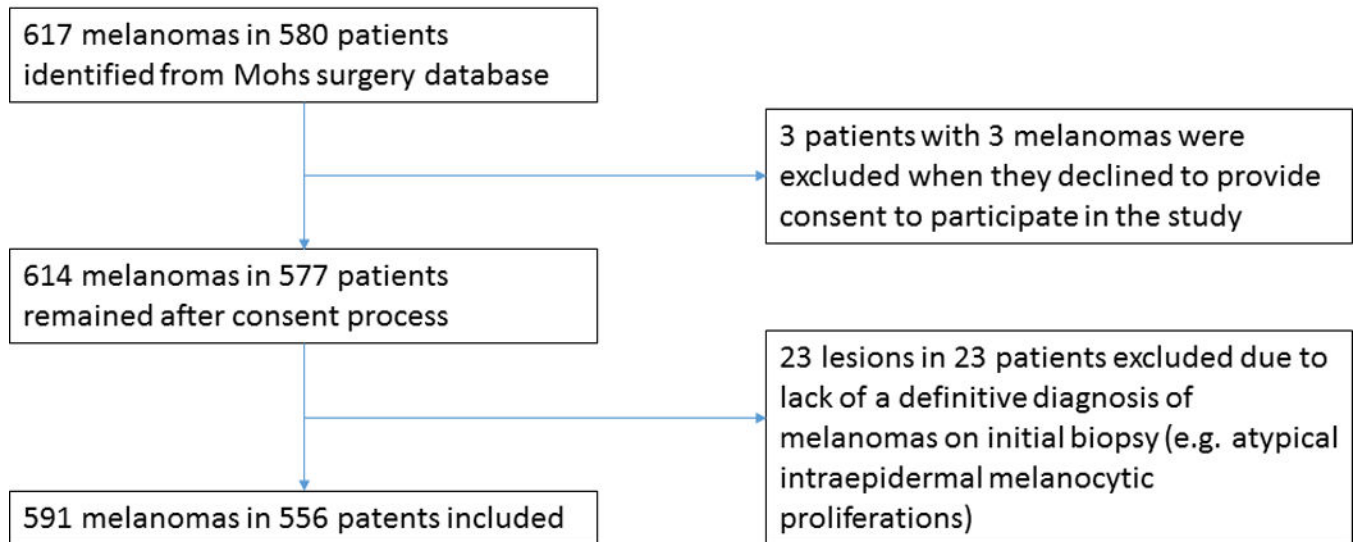 617 melanomas in 580 patients
identified from Mohs surgery database
3 patients with 3 melanomas were
excluded when they declined to provide
consent to participate in the study
614 melanomas in 577 patients
remained after consent process
23 lesions in 23 patients excluded due to
lack of a definitive diagnosis of
melanomas on initial biopsy (e.g. atypical
intraepidermal melanocytic
proliferations)
591 melanomas in 556 patents included